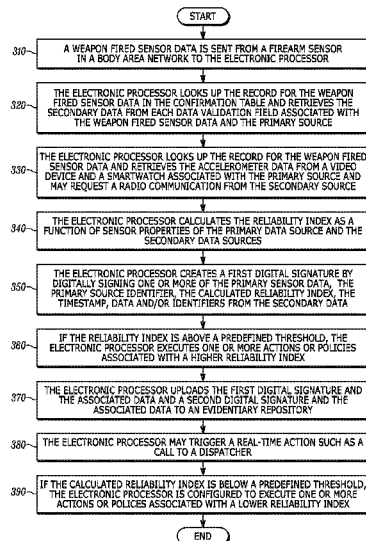 START
310
A WEAPON FIRED SENSOR DATA IS SENT FROM A FIREARM SENSOR
IN A BODY AREA NETWORK TO THE ELECTRONIC PROCESSOR
320
THE ELECTRONIC PROCESSOR LOOKS UP THE RECORD FOR THE WEAPON
FIRED SENSOR DATA IN THE CONFIRMATION TABLE AND RETRIEVES THE
SECONDARY DATA FROM EACH DATA VALIDATION FIELD ASSOCIATED WITH
THE WEAPON FIRED SENSOR DATA AND THE PRIMARY SOURCE
330
THE ELECTRONIC PROCESSOR LOOKS UP THE RECORD FOR THE WEAPON FIRED
SENSOR DATA AND RETRIEVES THE ACCELEROMETER DATA FROM A VIDEO
DEVICE AND A SMARTWATCH ASSOCIATED WITH THE PRIMARY SOURCE AND
MAY REQUEST A RADIO COMMUNICATION FROM THE SECONDARY SOURCE
340
THE ELECTRONIC PROCESSOR CALCULATES THE RELIABILITY INDEX AS A
FUNCTION OF SENSOR PROPERTIES OF THE PRIMARY DATA SOURCE AND THE
SECONDARY DATA SOURCES
350
THE ELECTRONIC PROCESSOR CREATES A FIRST DIGITAL SIGNATURE BY
DIGITALLY SIGNING ONE OR MORE OF THE PRIMARY SENSOR DATA, THE
PRIMARY SOURCE IDENTIFIER, THE CALCULATED RELIABILITY INDEX, THE
TIMESTAMP, DATA AND/OR IDENTIFIERS FROM THE SECONDARY DATA
360
IF THE RELIABILITY INDEX IS ABOVE A PREDEFINED THRESHOLD, THE
ELECTRONIC PROCESSOR EXECUTES ONE OR MORE ACTIONS OR POLICIES
ASSOCIATED WITH A HIGHER RELIABILITY INDEX
370
THE ELECTRONIC PROCESSOR UPLOADS THE FIRST DIGITAL SIGNATURE AND
THE ASSOCIATED DATA AND A SECOND DIGITAL SIGNATURE AND THE
ASSOCIATED DATA TO AN EVIDENTIARY REPOSITORY
380
THE ELECTRONIC PROCESSOR MAY TRIGGER A REAL-TIME ACTION SUCH AS A
CALL TO A DISPATCHER
390
IF THE CALCULATED RELIABILITY INDEX IS BELOW A PREDEFINED THRESHOLD,
THE ELECTRONIC PROCESSOR IS CONFIGURED TO EXECUTE ONE OR MORE
ACTIONS OR POLICES ASSOCIATED WITH A LOWER RELIABILITY INDEX
END